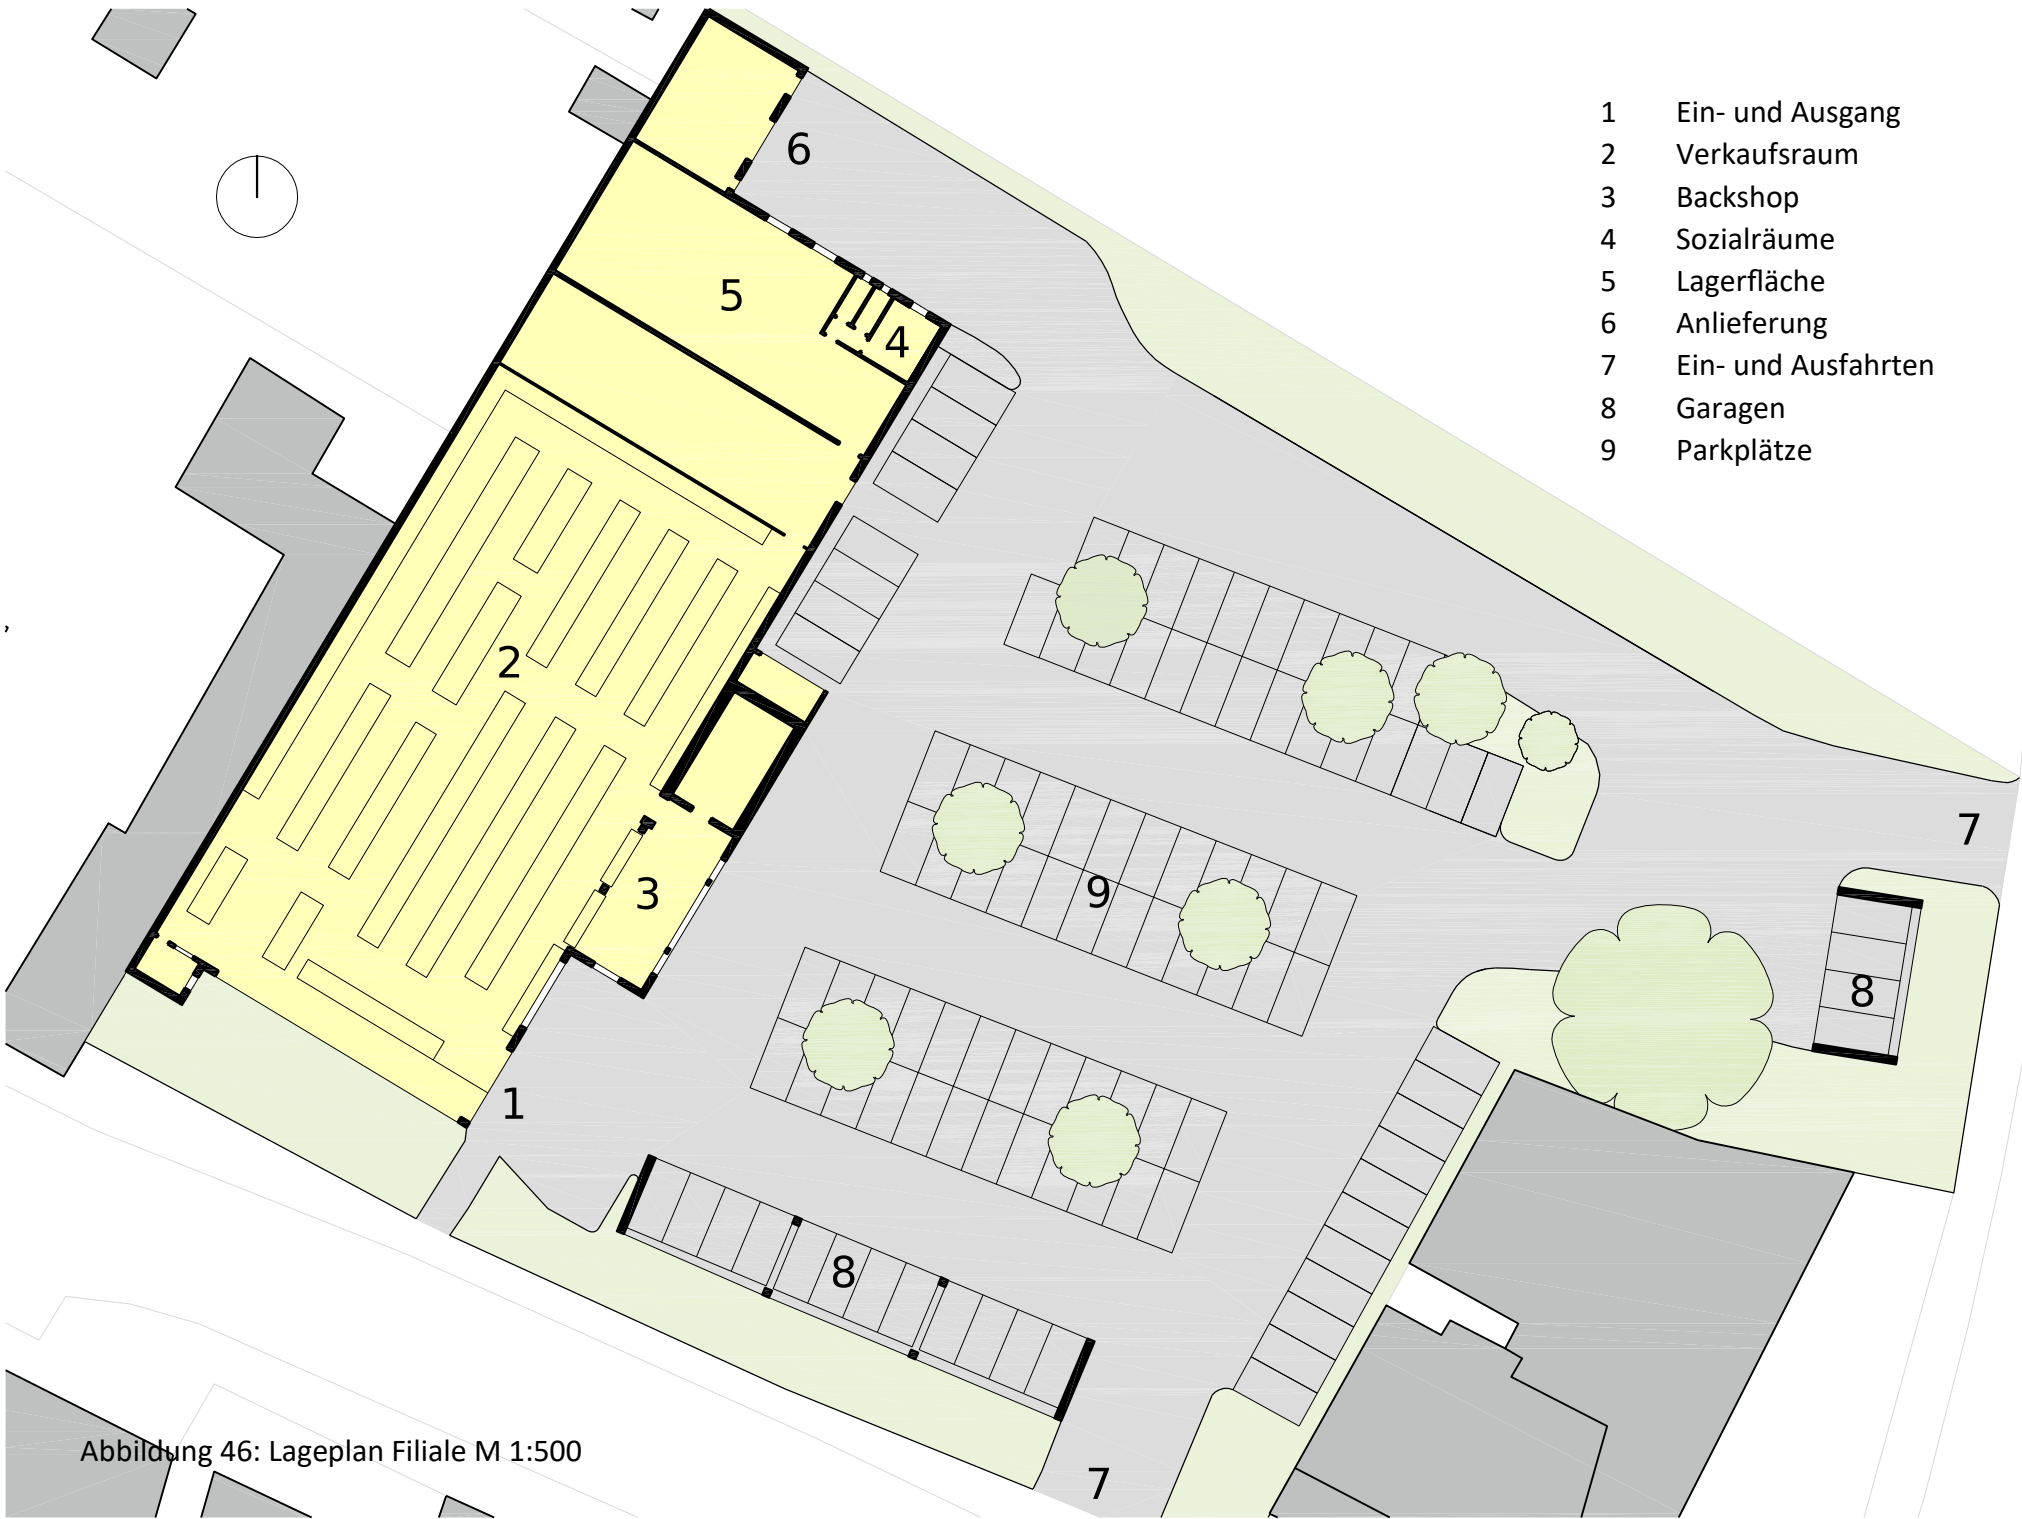 1 Ein- und Ausgang
2 Verkaufsraum
3 Backshop
4 Sozialräume
5 Lagerfläche
6 Anlieferung
7 Ein- und Ausfahrten
8 Garagen
9 Parkplätze
6
5
4
2
7
3
9
8
1
8
Abbildung 46: Lageplan Filiale M 1:500
7